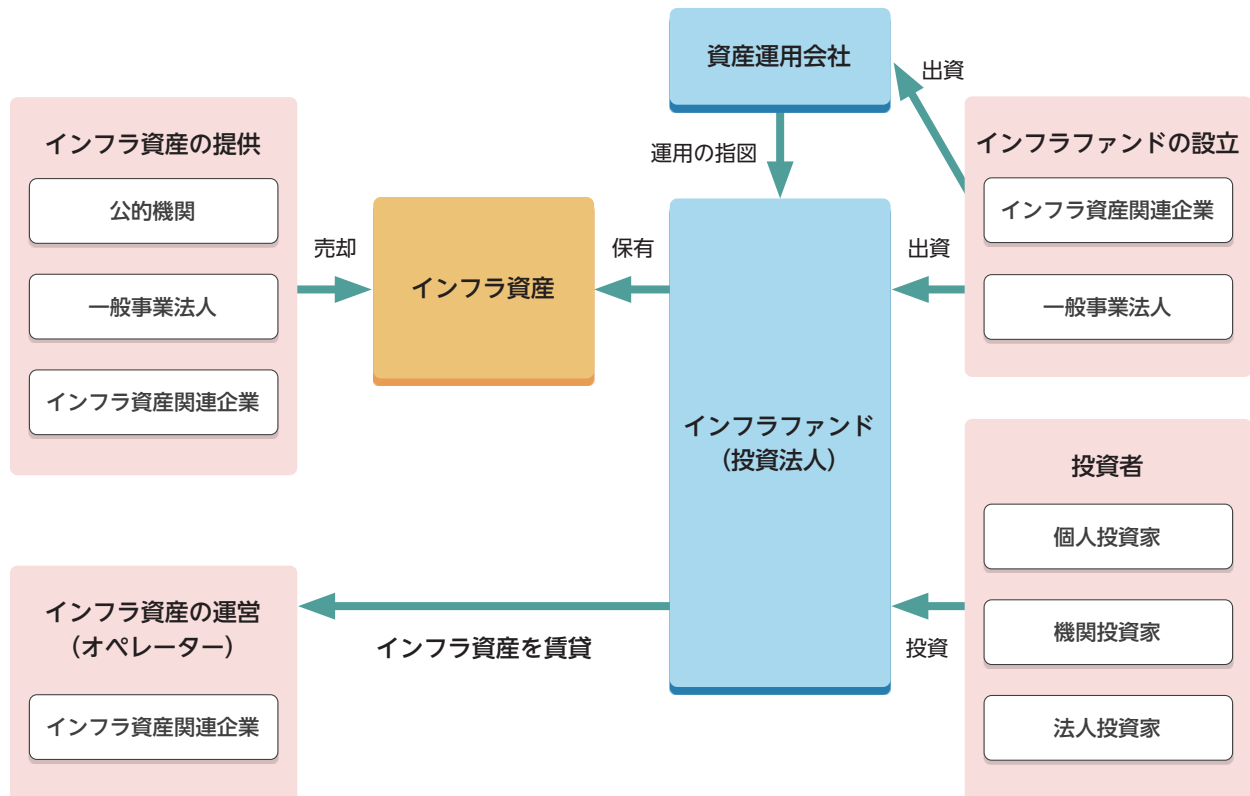 資産運用会社
出資
運用の指図
インフラ資産の提供
公的機関
一般事業法人
インフラ資産関連企業
売却
インフラ資産
保有
インフラファンド
（投資法人）
出資
インフラファンドの設立
インフラ資産関連企業
一般事業法人
投資者
個人投資家
機関投資家
法人投資家
投資
インフラ資産を賃貸
インフラ資産の運営
（オペレーター）
インフラ資産関連企業